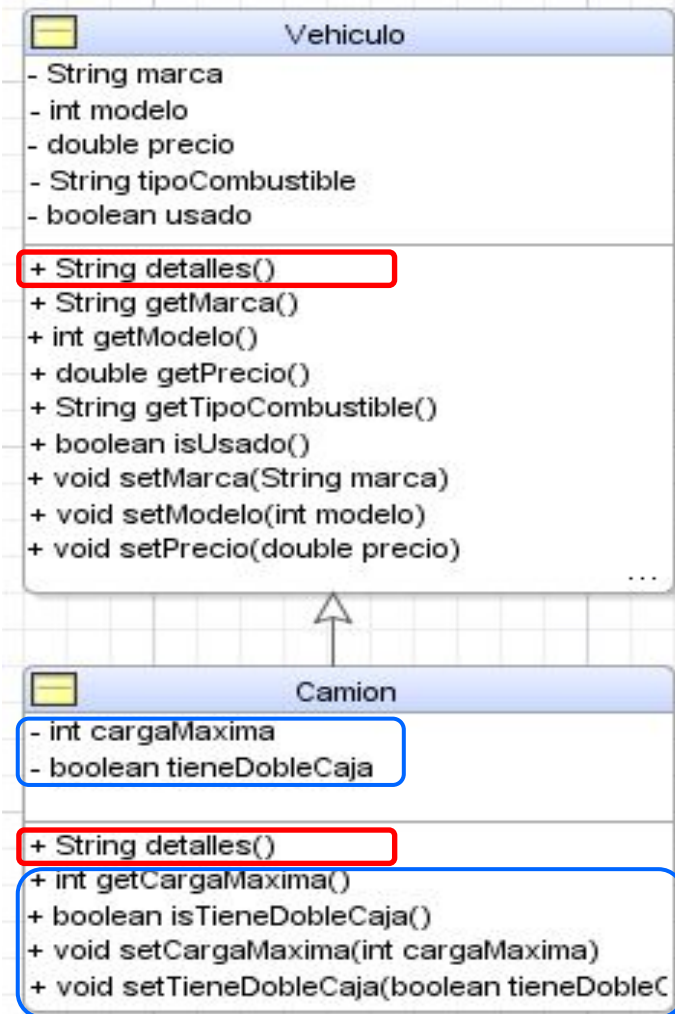 Vehiculo
- String marca
- int modelo
- double precio
- String tipoCombustible
- boolean usado
+ String detalles()
+ String getMarca()
+ int getModelo()
+ double getPrecio()
+ String getTipoCombustible()
+ boolean isUsado()
+ void setMarca(String marca)
+ void setModelo(int modelo)
+ void setPrecio(double precio)
...
Camion
- int cargaMaxima
- boolean tieneDobleCaja
+ String detalles()
+ int getCargaMaxima()
+ boolean isTieneDobleCaja()
+ void setCargaMaxima(int cargaMaxima)
+ void setTieneDobleCaja(boolean tieneDobleC